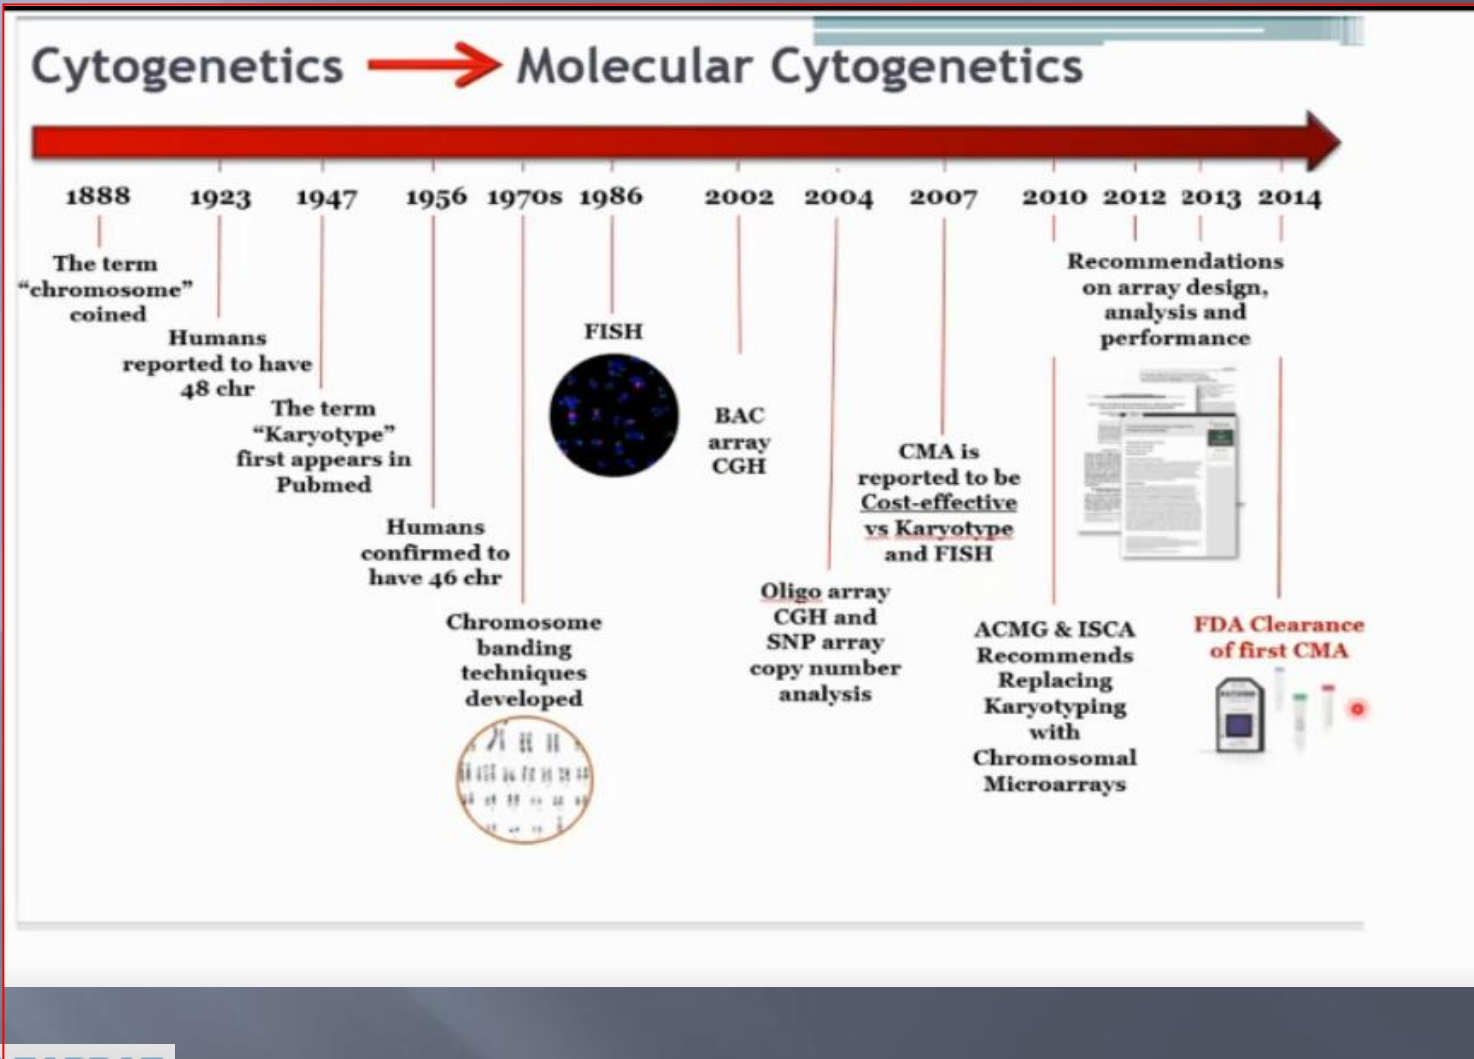 Cytogenetics
Molecular Cytogenetics
1888 1923 1947 1956 1970s 1986 2002 2004 2007 2010 2012 2013 2014
The term
“chromosome”
coined
Humans
reported to have
48 chr
The term
“Karyotype”
first appears in
Pubmed
Humans
confirmed to
have 46 chr
Chromosome
banding
techniques
developed
FISH
BAC
array
CGH
Oligo array
CGH and
SNP array
copy number
analysis
CMA is
reported to be
Cost-effective
vs Karyotype
and FISH
ACMG & ISCA
Recommends
Replacing
Karyotyping
with
Chromosomal
Microarrays
Recommendations
on array design,
analysis and
performance
FDA Clearance
of first CMA